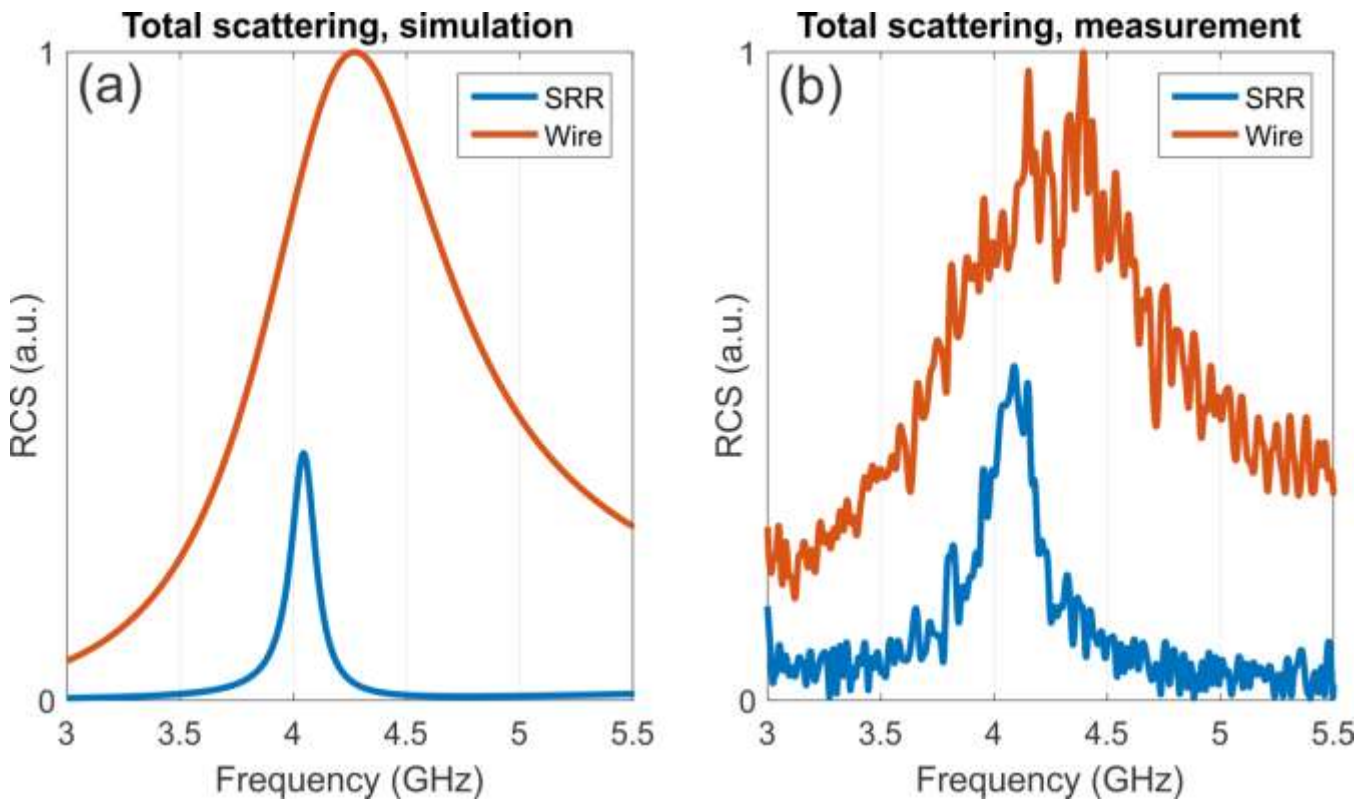 Total scattering, simulation
(a)
SRR
Wire
1
0
RCS (a.u.)
3 3.5 4 4.5 5 5.5
Frequency (GHz)
Total scattering, measurement
(b)
SRR
Wire
1
0
RCS (a.u.)
3 3.5 4 4.5 5 5.5
Frequency (GHz)